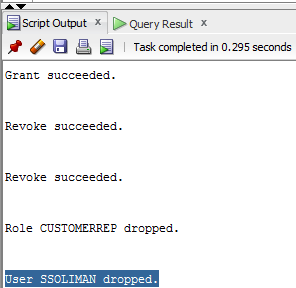 Script Output x Query Result x
Task completed in 0.295 seconds
Grant succeeded.
Revoke succeeded.
Revoke succeeded.
Role CUSTOMERREP dropped.
User SSOLIMAN dropped.